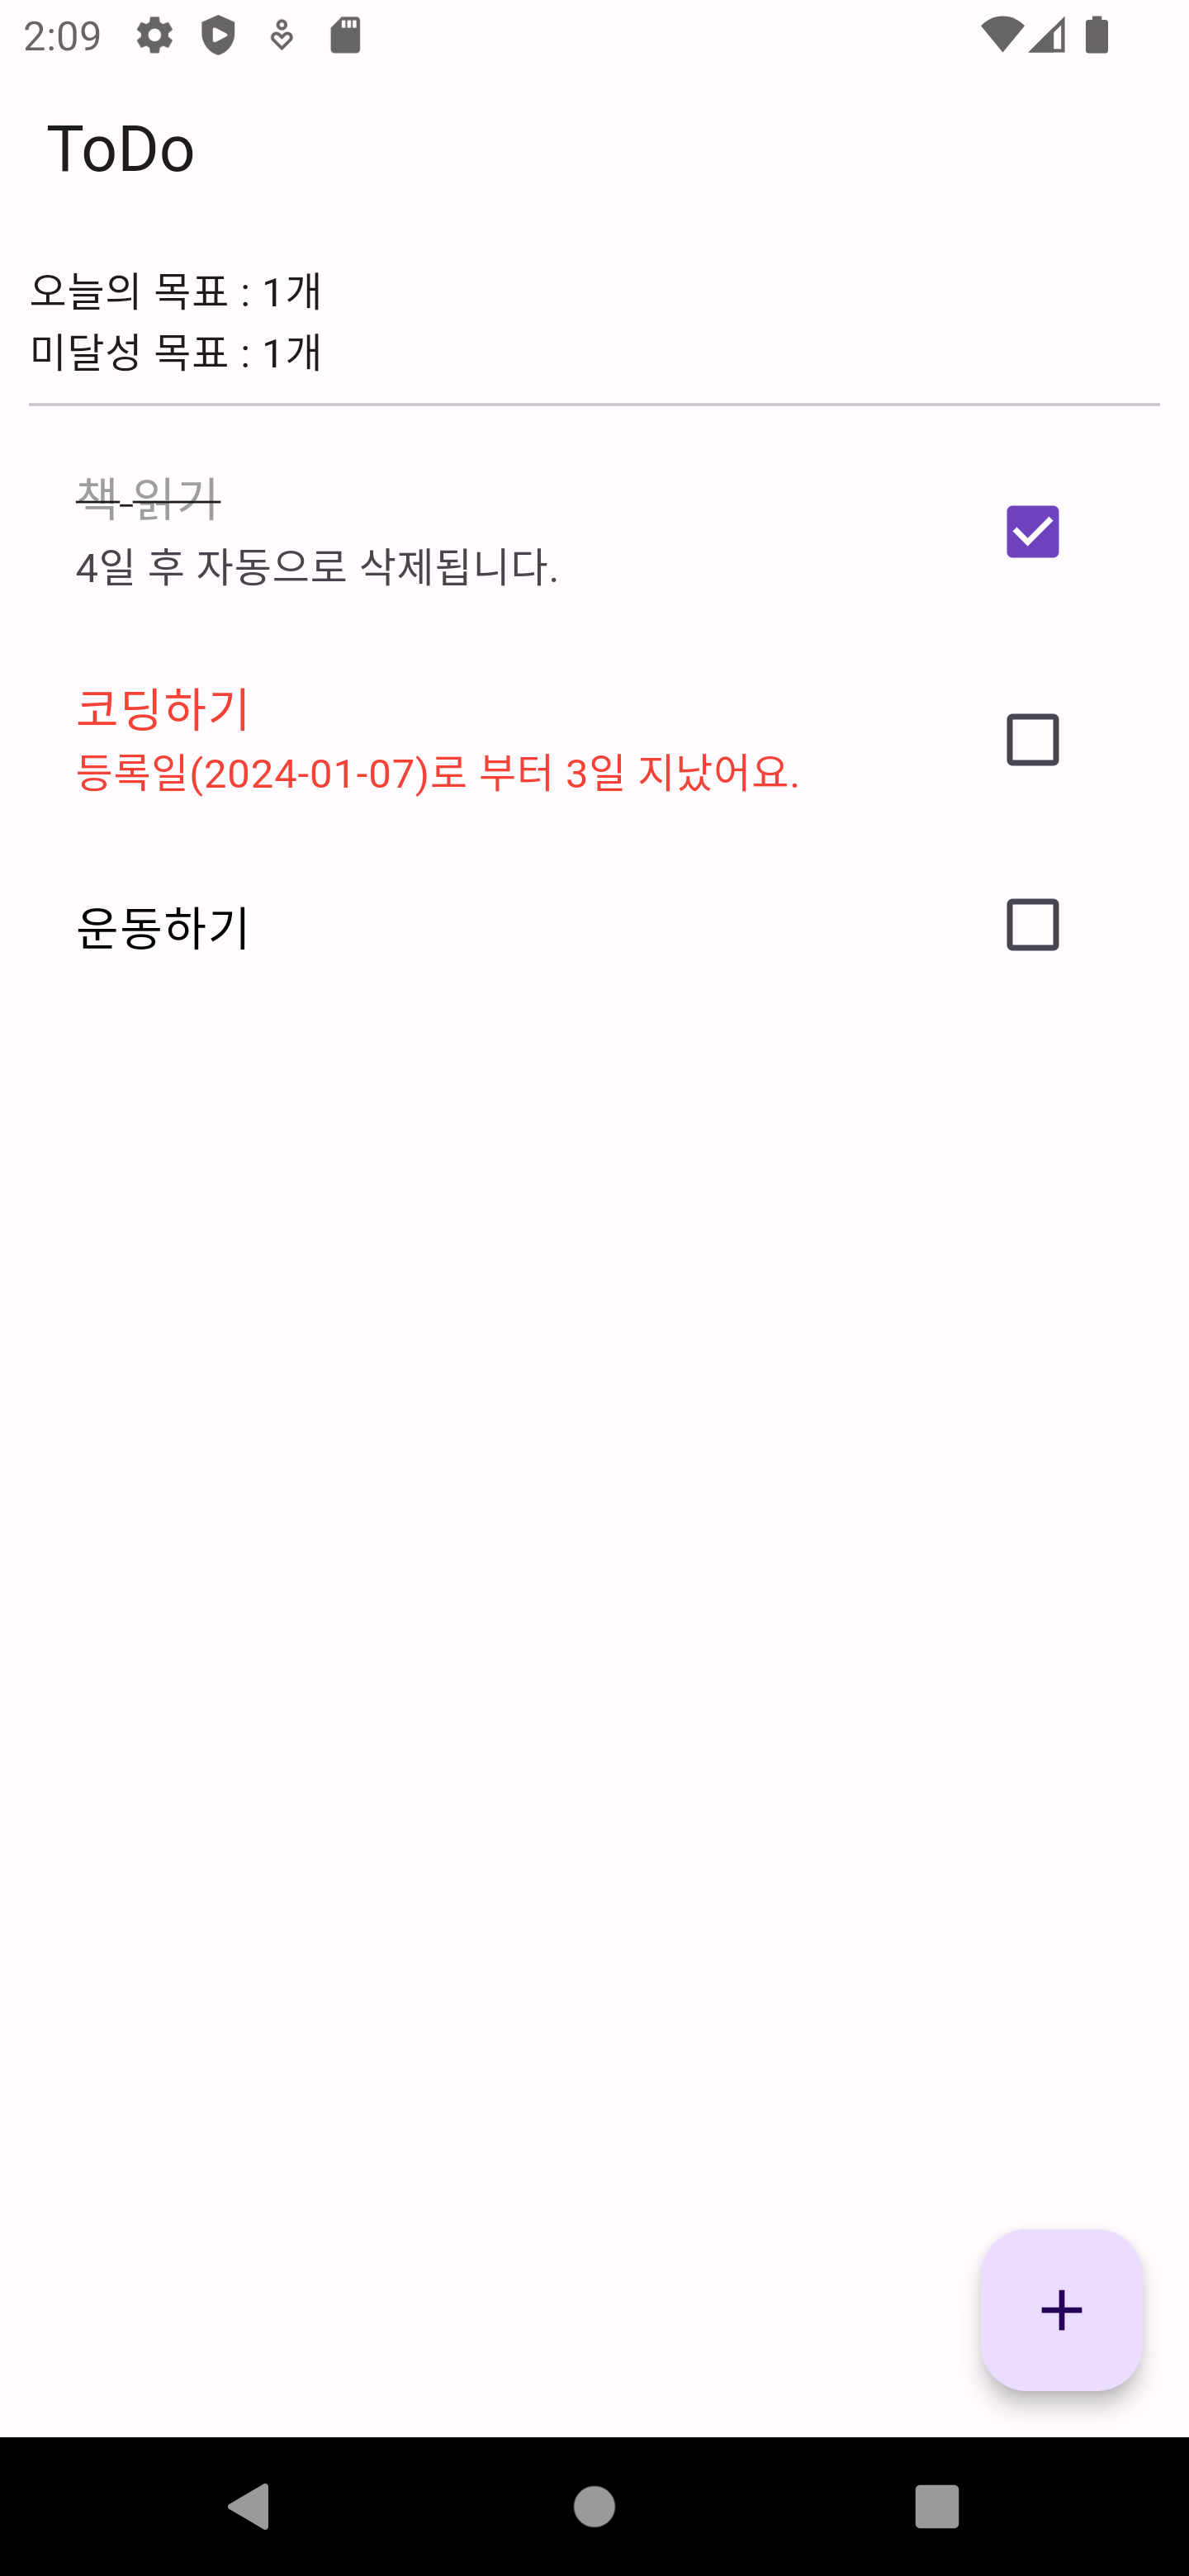 2:09
ToDo
오늘의 목표 : 1개
미달성 목표 : 1개
책 읽기
4일 후 자동으로 삭제됩니다.
코딩하기
등록일(2024-01-07)로 부터 3일 지났어요.
운동하기